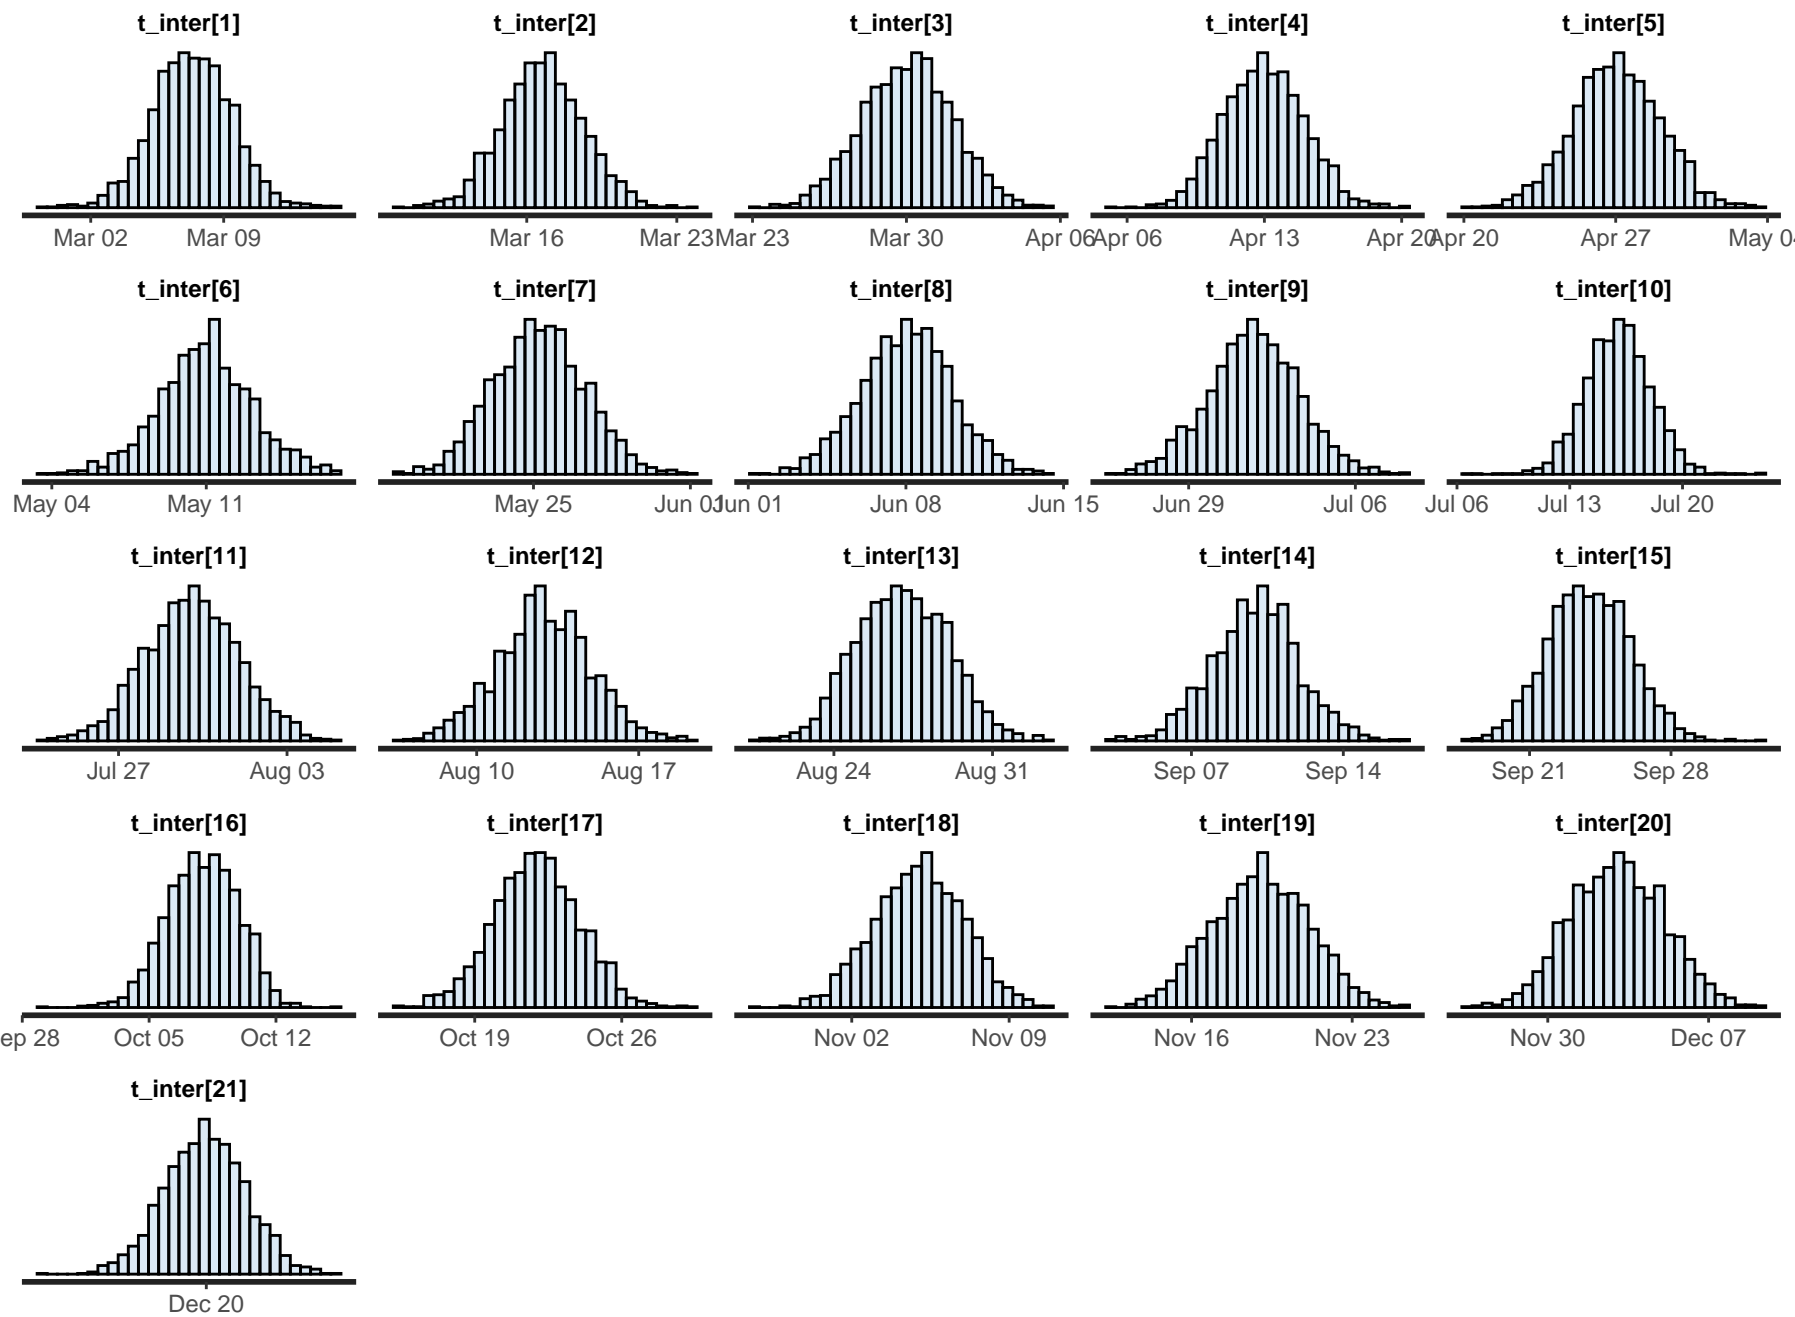 t_inter[1] t_inter[2] t_inter[3] t_inter[4] t_inter[5]
Mar 02 Mar 09 Mar 16 Mar 23 Mar 23 Mar 30 Apr 06 Apr 06 Apr 13 Apr 20 Apr 20 Apr 27 May 04
t_inter[6] t_inter[7] t_inter[8] t_inter[9] t_inter[10]
May 04 May 11 May 25 Jun 01 Jun 01 Jun 08 Jun 15 Jun 29 Jul 06 Jul 06 Jul 13 Jul 20
t_inter[11] t_inter[12] t_inter[13] t_inter[14] t_inter[15]
Jul 27 Aug 03 Aug 10 Aug 17 Aug 24 Aug 31 Sep 07 Sep 14 Sep 21 Sep 28
t_inter[16] t_inter[17] t_inter[18] t_inter[19] t_inter[20]
ep 28 Oct 05 Oct 12 Oct 19 Oct 26 Nov 02 Nov 09 Nov 16 Nov 23 Nov 30 Dec 07
t_inter[21]
Dec 20